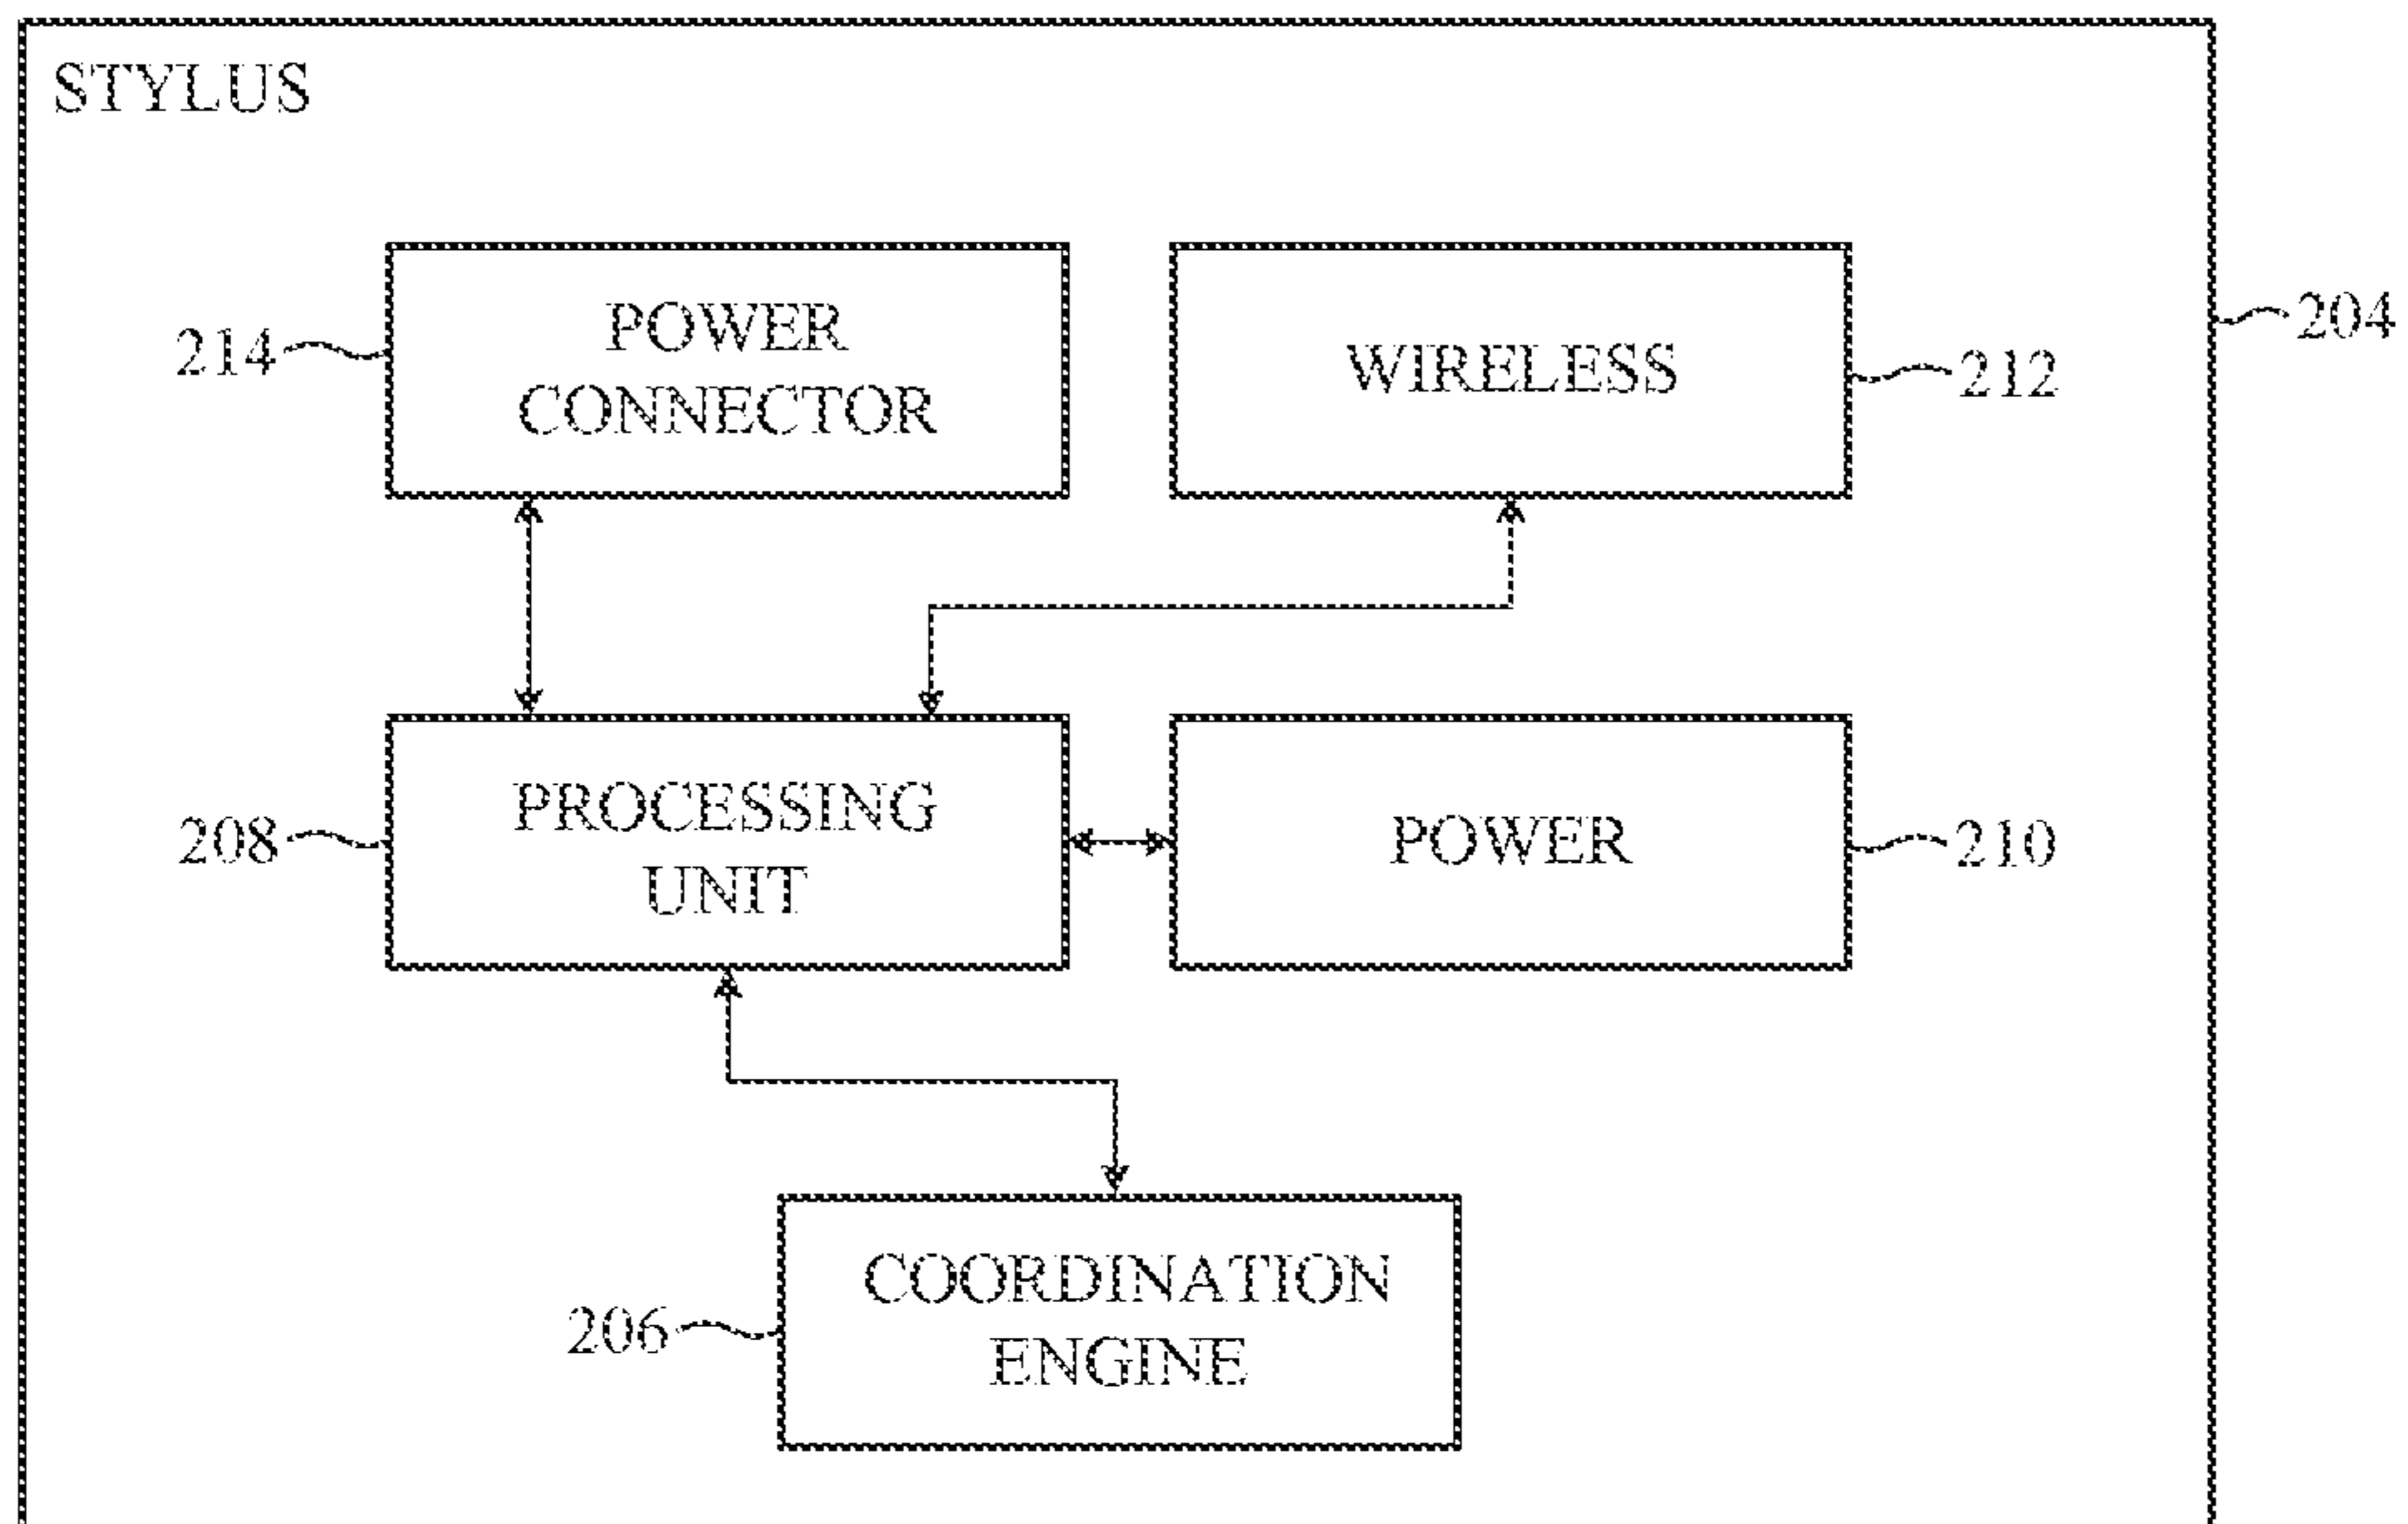 STYLUS
POWER
CONNECTOR
214
WIRELESS
212
204
PROCESSING
UNIT
208
POWER
210
COORDINATION
ENGINE
206